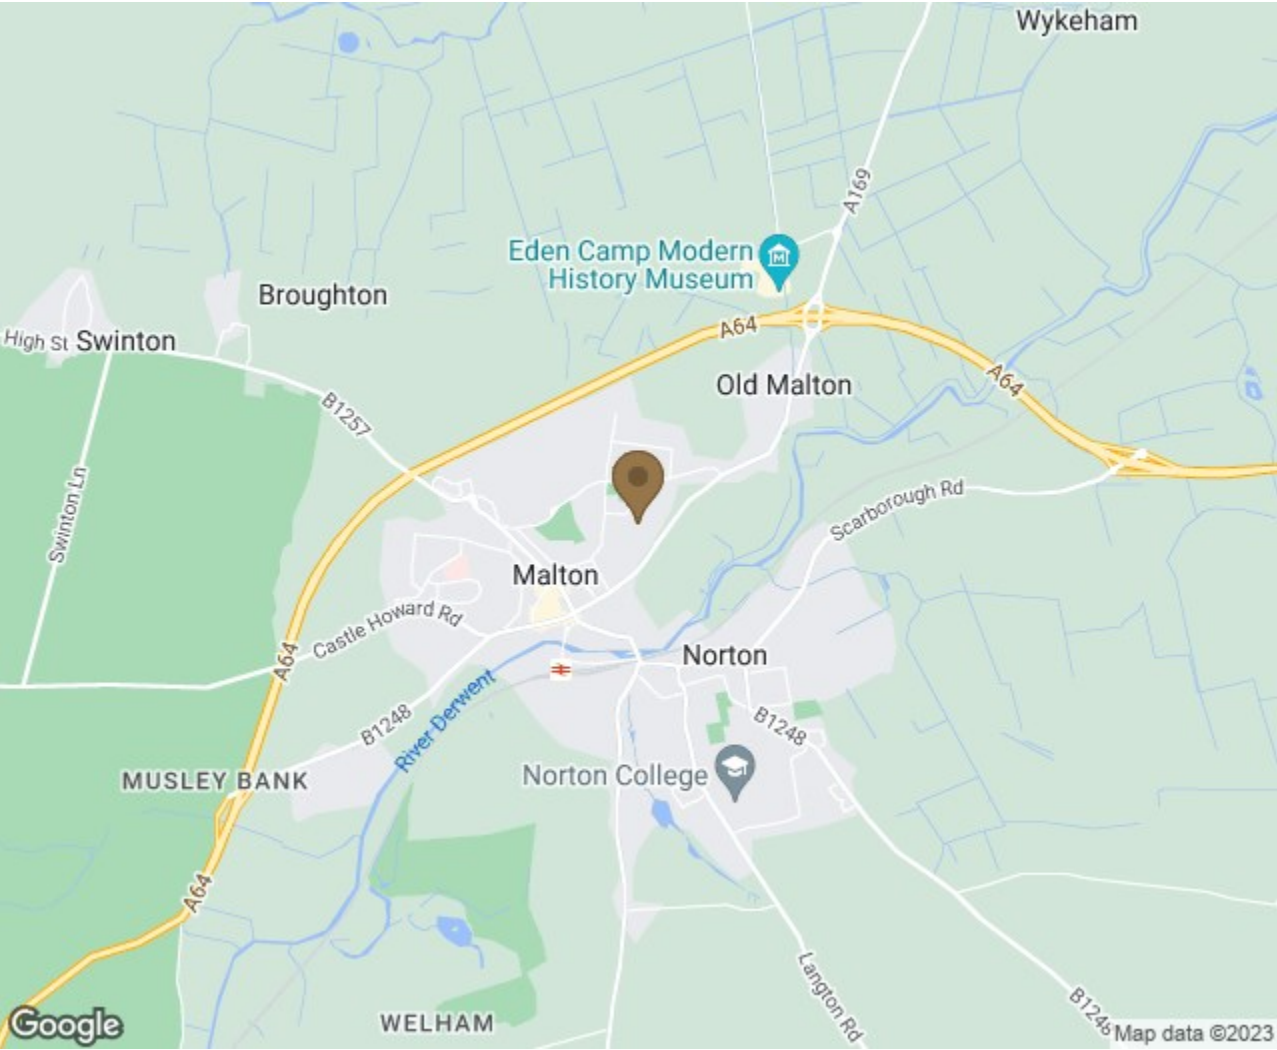 Wykeham
A169
Eden Camp Modern
History Museum
Broughton
A64
High St
Swinton
Old Malton
A64
B1257
Swinton Ln
Scarborough Rd
Malton
Castle Howard Rd
A64
Norton
River Derwent
B1248
B1248
MUSLEY BANK
Norton College
A64
Langton Rd
B1248
WELHAM
Google
Map data ©2023